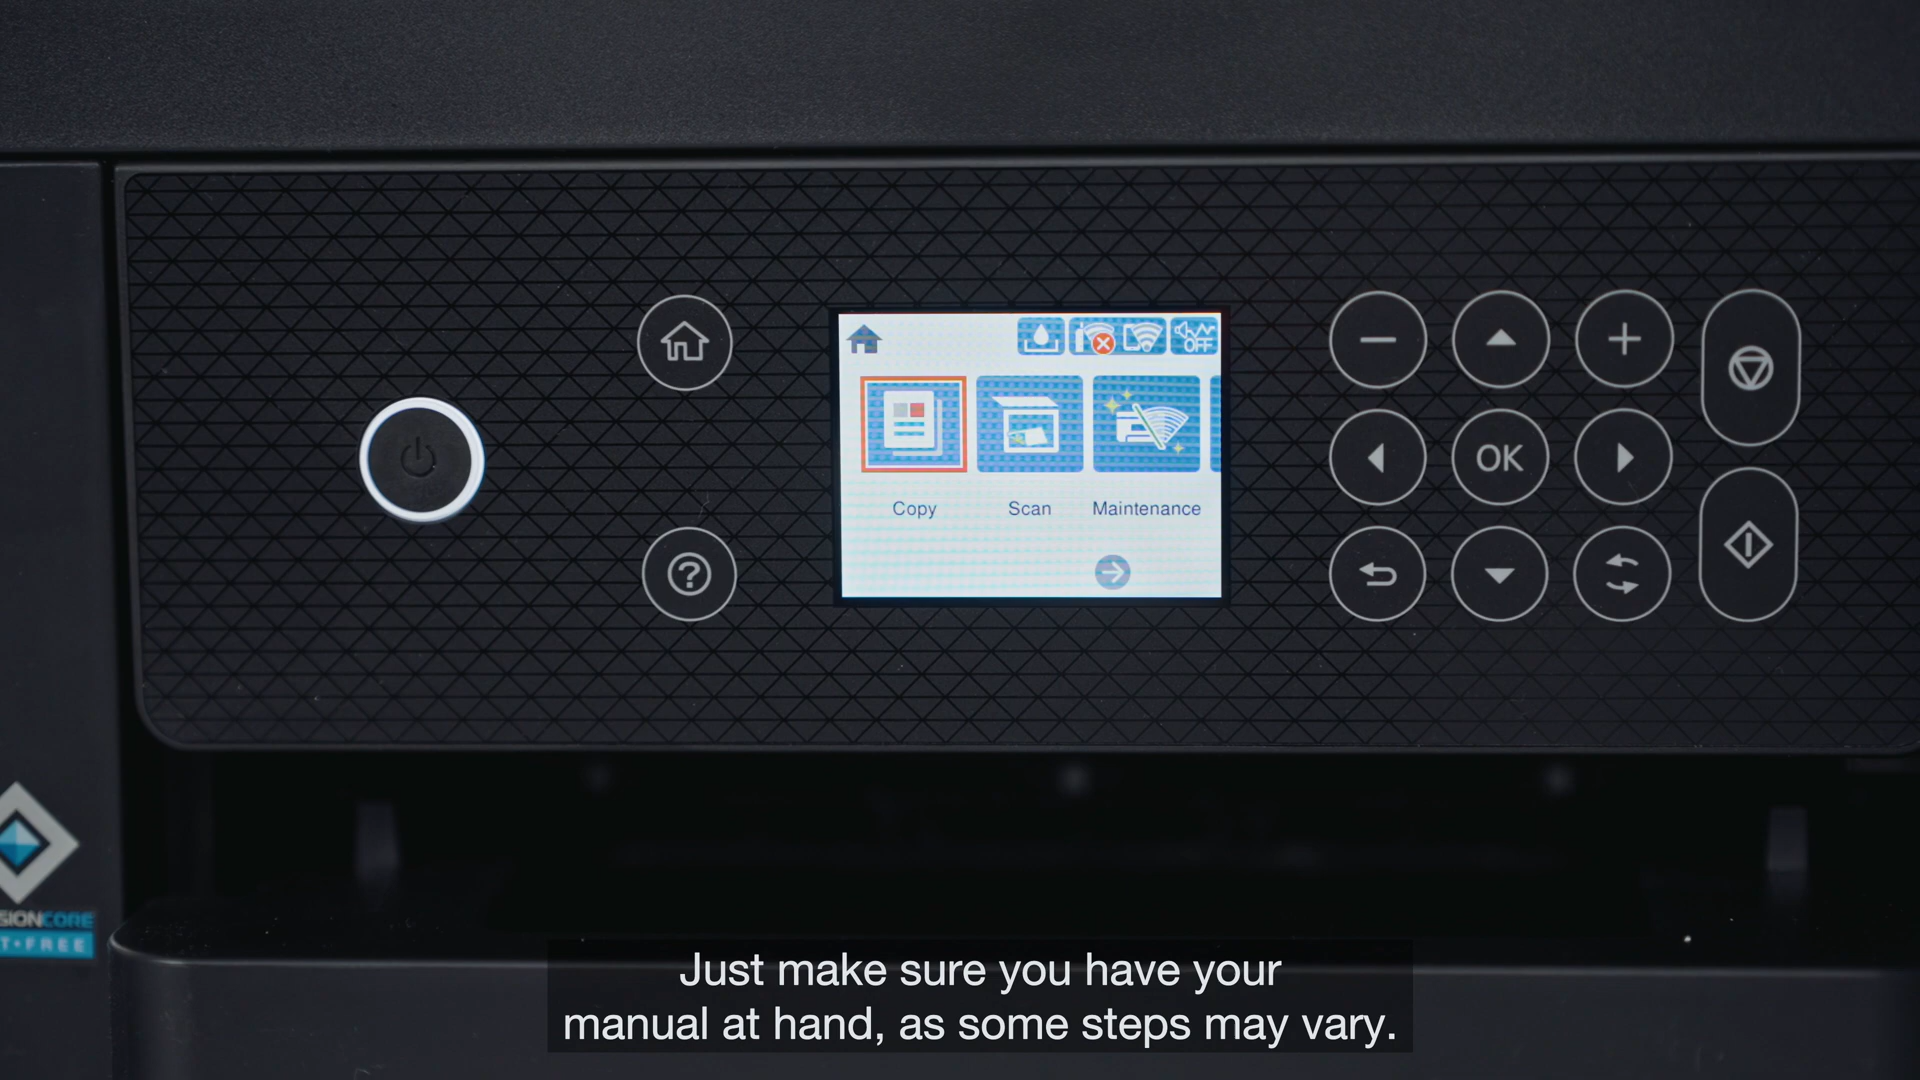 OFF
Copy Scan Maintenance
OK
SIONCORE
T-FREE
Just make sure you have your
manual at hand, as some steps may vary.